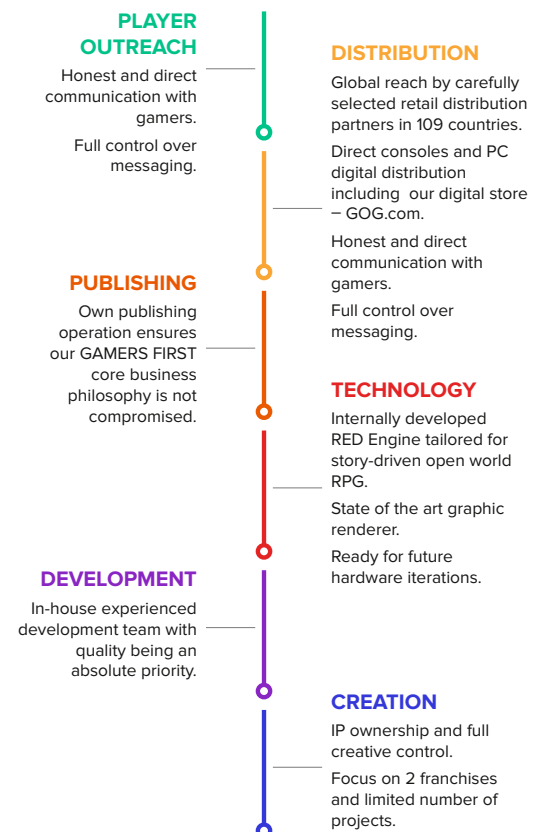 PLAYER
OUTREACH
Honest and direct
communication with
gamers.
Full control over
messaging.
DISTRIBUTION
Global reach by carefully
selected retail distribution
partners in 109 countries.
Direct consoles and PC
digital distribution
including  our digital store
– GOG.com.
Honest and direct
communication with
gamers.
Full control over
messaging.
PUBLISHING
Own publishing
operation ensures
our GAMERS FIRST
core business
philosophy is not
compromised.
TECHNOLOGY
Internally developed
RED Engine tailored for
story-driven open world
RPG.
State of the art graphic
renderer.
Ready for future
hardware iterations.
DEVELOPMENT
In-house experienced
development team with
quality being an
absolute priority.
CREATION
IP ownership and full
creative control.
Focus on 2 franchises
and limited number of
projects.